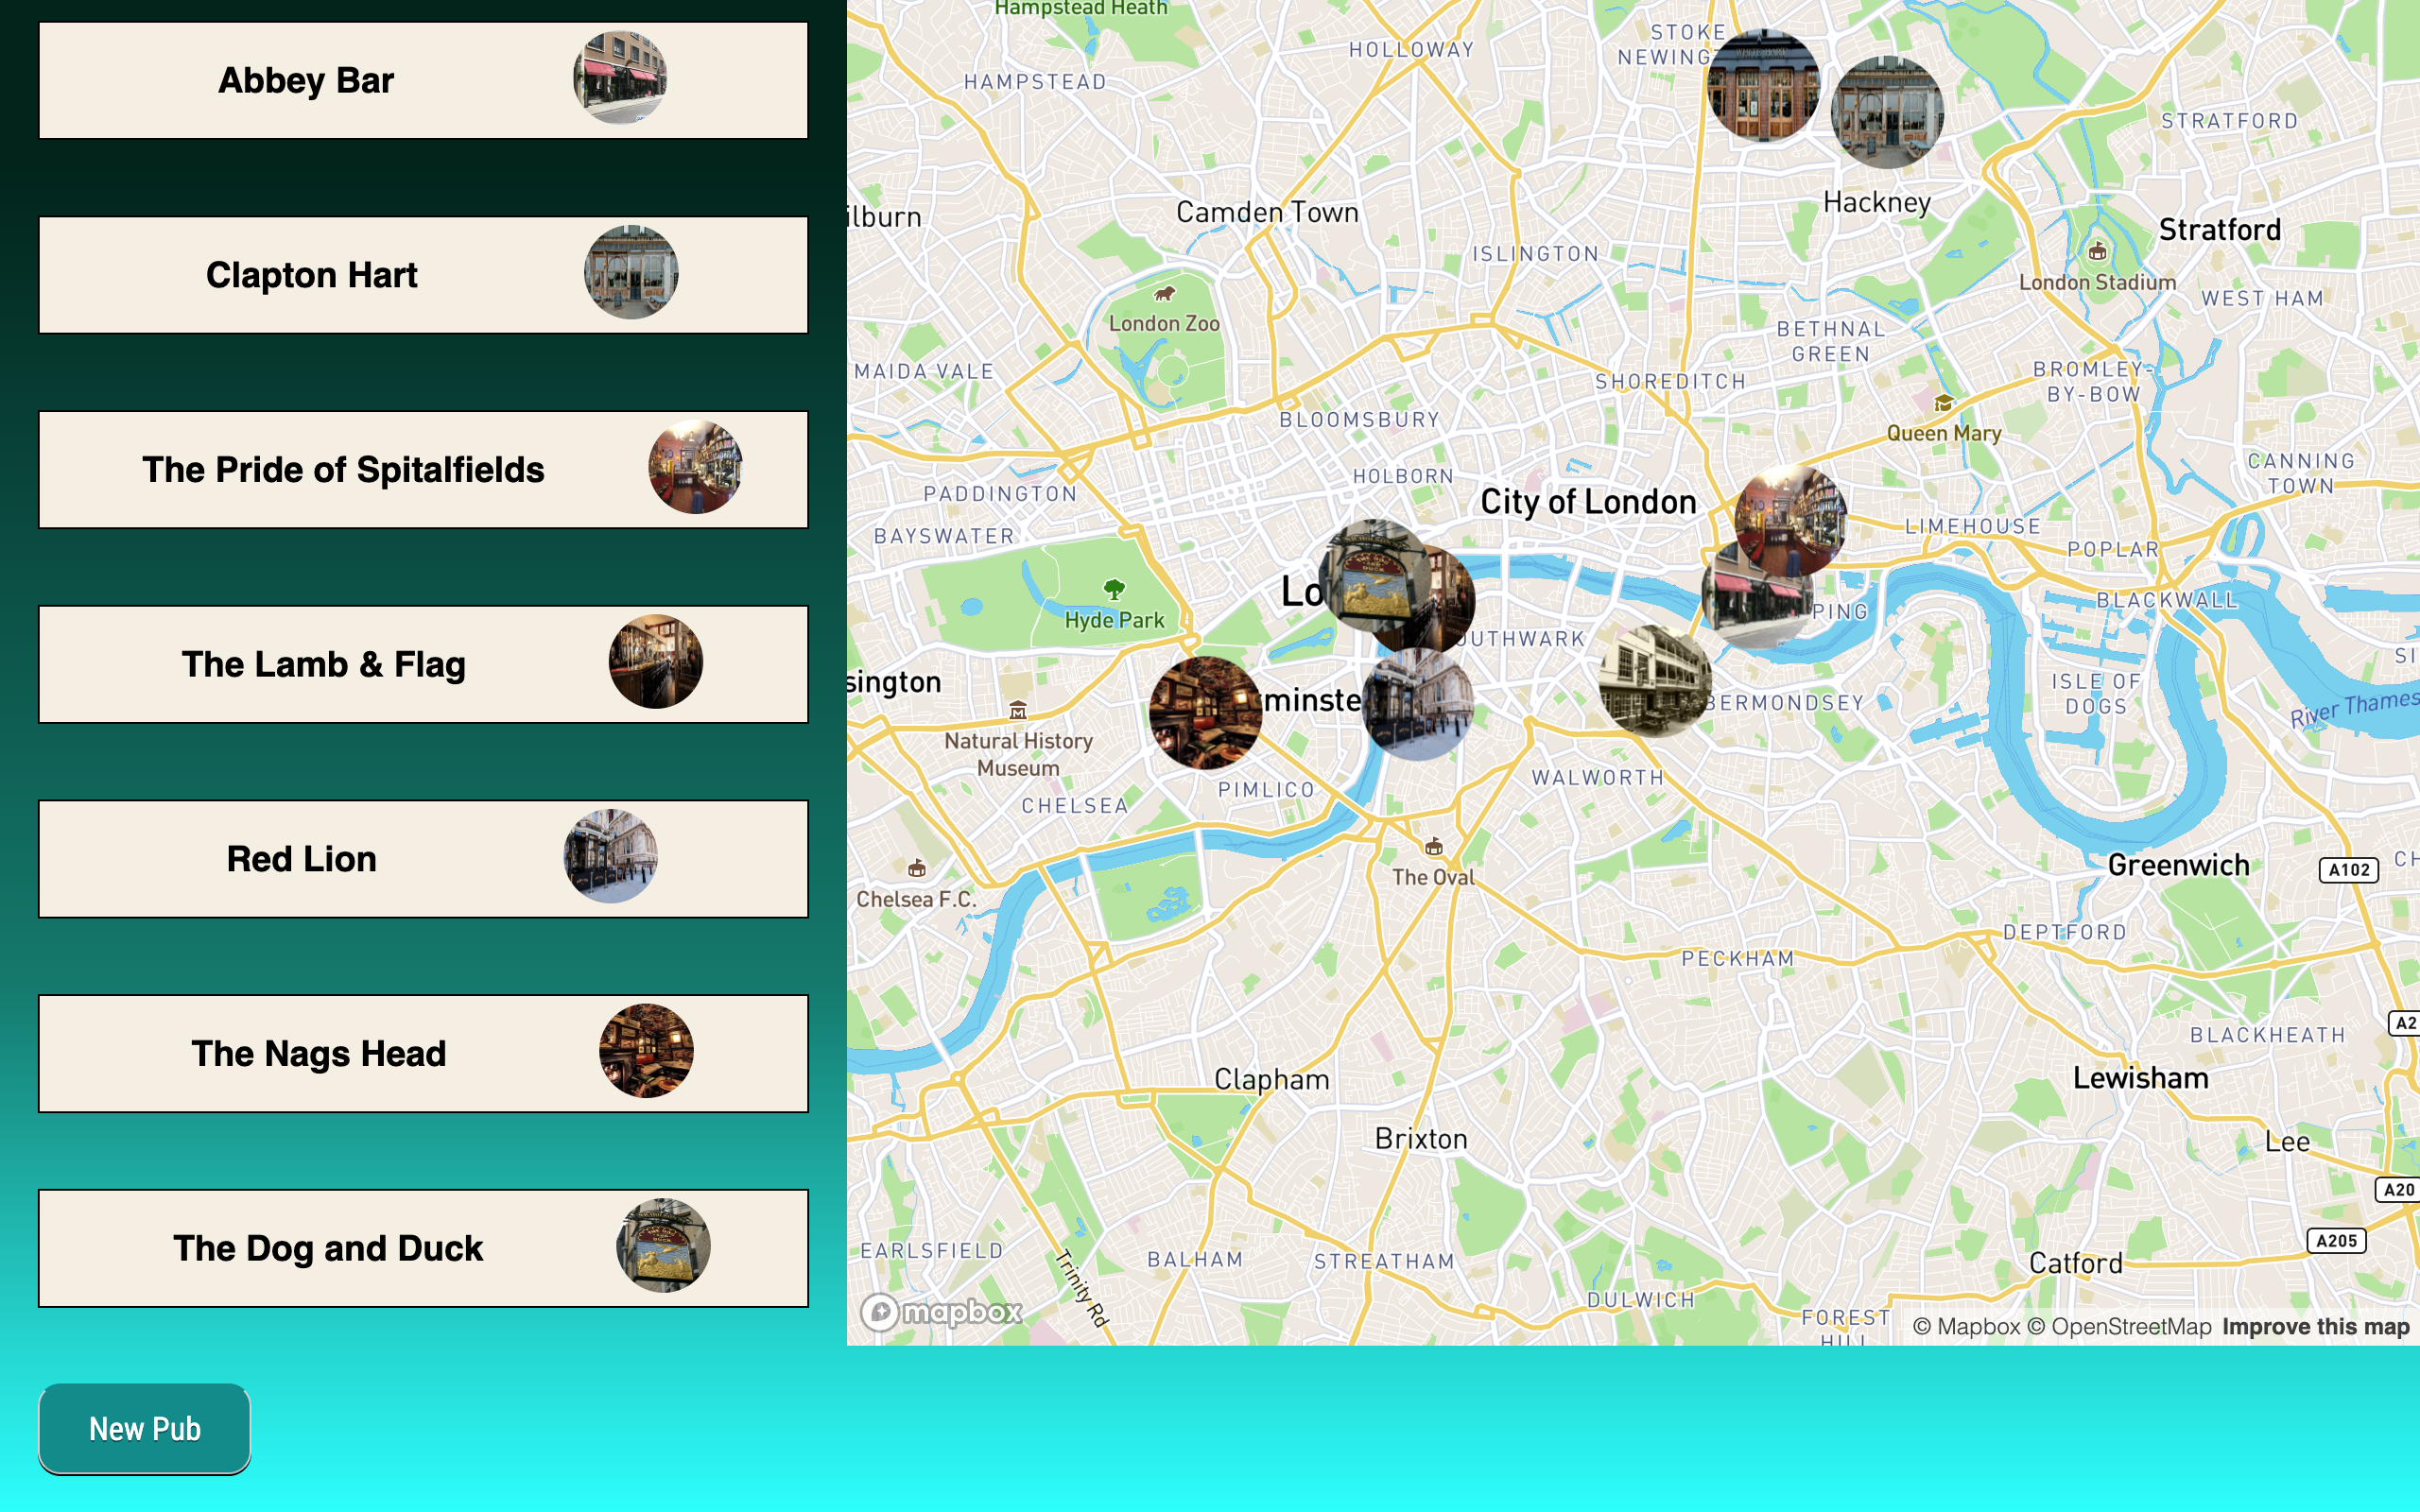 Abbey Bar
Clapton Hart
The Pride of Spitalfields
The Lamb & Flag
Red Lion
The Nags Head
The Dog and Duck
New Pub
Hampstead Heath
HOLLOWAY
STOKE
NEWING
HAMPSTEAD
STRATFORD
ilburn
Camden Town
Hackney
Stratford
ISLINGTON
London Stadium
WEST HAM
London Zoo
BETHNAL
GREEN
MAIDA VALE
BROMLEY-
BY-BOW
SHOREDITCH
BLOOMSBURY
Queen Mary
HOLBORN
CANNING
TOWN
PADDINGTON
City of London
BAYSWATER
LIMEHOUSE
POPLAR
Lo
BLACKWALL
Hyde Park
PING
OUTHWARK
SI
sington
rminste
BERMONDSEY
ISLE OF
DOGS
River Thames
Natural History
Museum
WALWORTH
PIMLICO
CHELSEA
The Oval
Greenwich
A102
CH
Chelsea F.C.
DEPTFORD
PECKHAM
A2
BLACKHEATH
Clapham
Lewisham
Brixton
Lee
A20
EARLSFIELD
Trinity Rd
BALHAM
STREATHAM
A205
Catford
DULWICH
FOREST
HILL
mapbox
© Mapbox © OpenStreetMap Improve this map